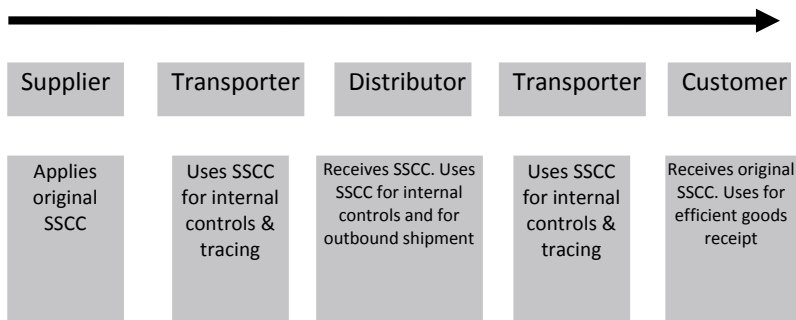 Supplier
Transporter
Distributor
Transporter
Customer
Applies
original
SSCC
Uses SSCC
for internal
controls &
tracing
Receives SSCC. Uses
SSCC for internal
controls and for
outbound shipment
Uses SSCC
for internal
controls &
tracing
Receives original
SSCC. Uses for
efficient goods
receipt